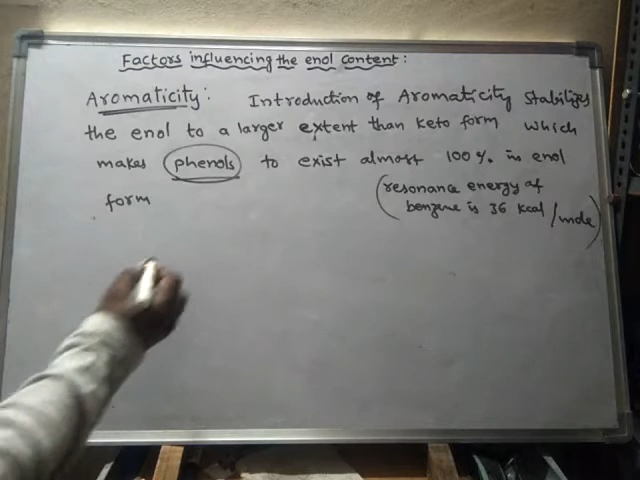 Factors influencing the enol content :
Aromaticity : Introduction of Aromaticity stabilizes
the enol to a larger extent than keto form which
makes phenols to exist almost 100% in enol
form
(resonance energy of
benzene is 36 kcal/mole)